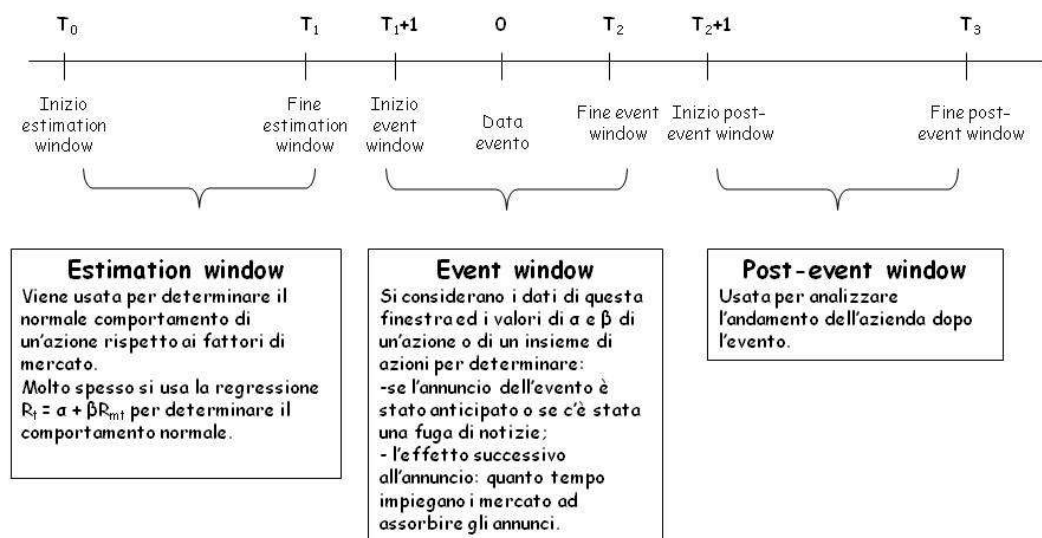 T₀ T₁ T₁+1 0 T₂ T₂+1 T₃
Inizio
estimation
window
Fine
estimation
window
Inizio
event
window
Data
evento
Fine event
window
Inizio post-
event window
Fine post-
event window
Estimation window
Viene usata per determinare il
normale comportamento di
un'azione rispetto ai fattori di
mercato.
Molto spesso si usa la regressione
Rₜ = α + βRₘₜ per determinare il
comportamento normale.
Event window
Si considerano i dati di questa
finestra ed i valori di α e β di
un'azione o di un insieme di
azioni per determinare:
-se l'annuncio dell'evento è
stato anticipato o se c'è stata
una fuga di notizie;
- l'effetto successivo
all'annuncio: quanto tempo
impiegano i mercato ad
assorbire gli annunci.
Post-event window
Usata per analizzare
l'andamento dell'azienda dopo
l'evento.